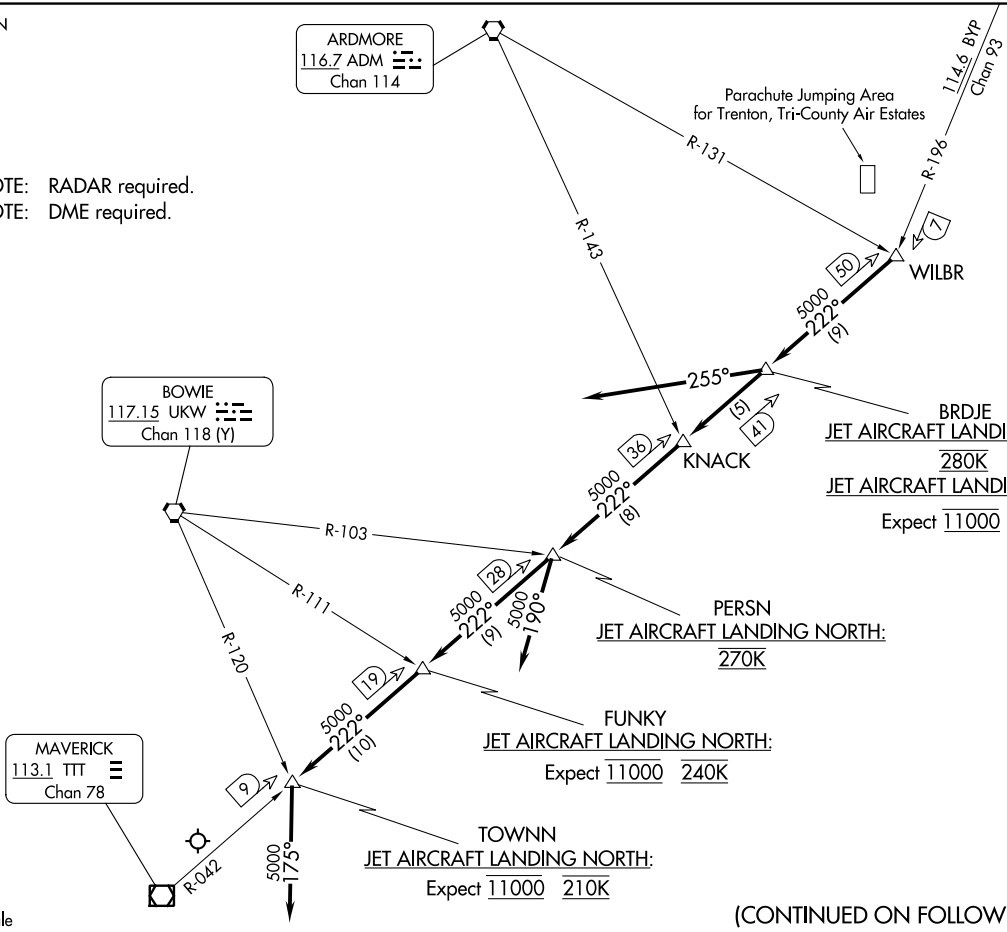 N
ARDMORE
116.7 ADM
Chan 114
114.6 BYP
Chan 93
Parachute Jumping Area
for Trenton, Tri-County Air Estates
OTE: RADAR required.
OTE: DME required.
R-131
R-196
R-143
7
WILBR
50
5000
222°
(9)
255°
(5)
41
BRDJE
JET AIRCRAFT LANDI
280K
JET AIRCRAFT LANDI
Expect 11000
BOWIE
117.15 UKW
Chan 118 (Y)
36
KNACK
5000
222°
(8)
R-103
R-111
R-120
28
5000
222°
(9)
5000
190°
PERSN
JET AIRCRAFT LANDING NORTH:
270K
19
5000
222°
(10)
FUNKY
JET AIRCRAFT LANDING NORTH:
Expect 11000 240K
MAVERICK
113.1 TTT
Chan 78
9
R-042
5000
175°
TOWNN
JET AIRCRAFT LANDING NORTH:
Expect 11000 210K
le
(CONTINUED ON FOLLOW